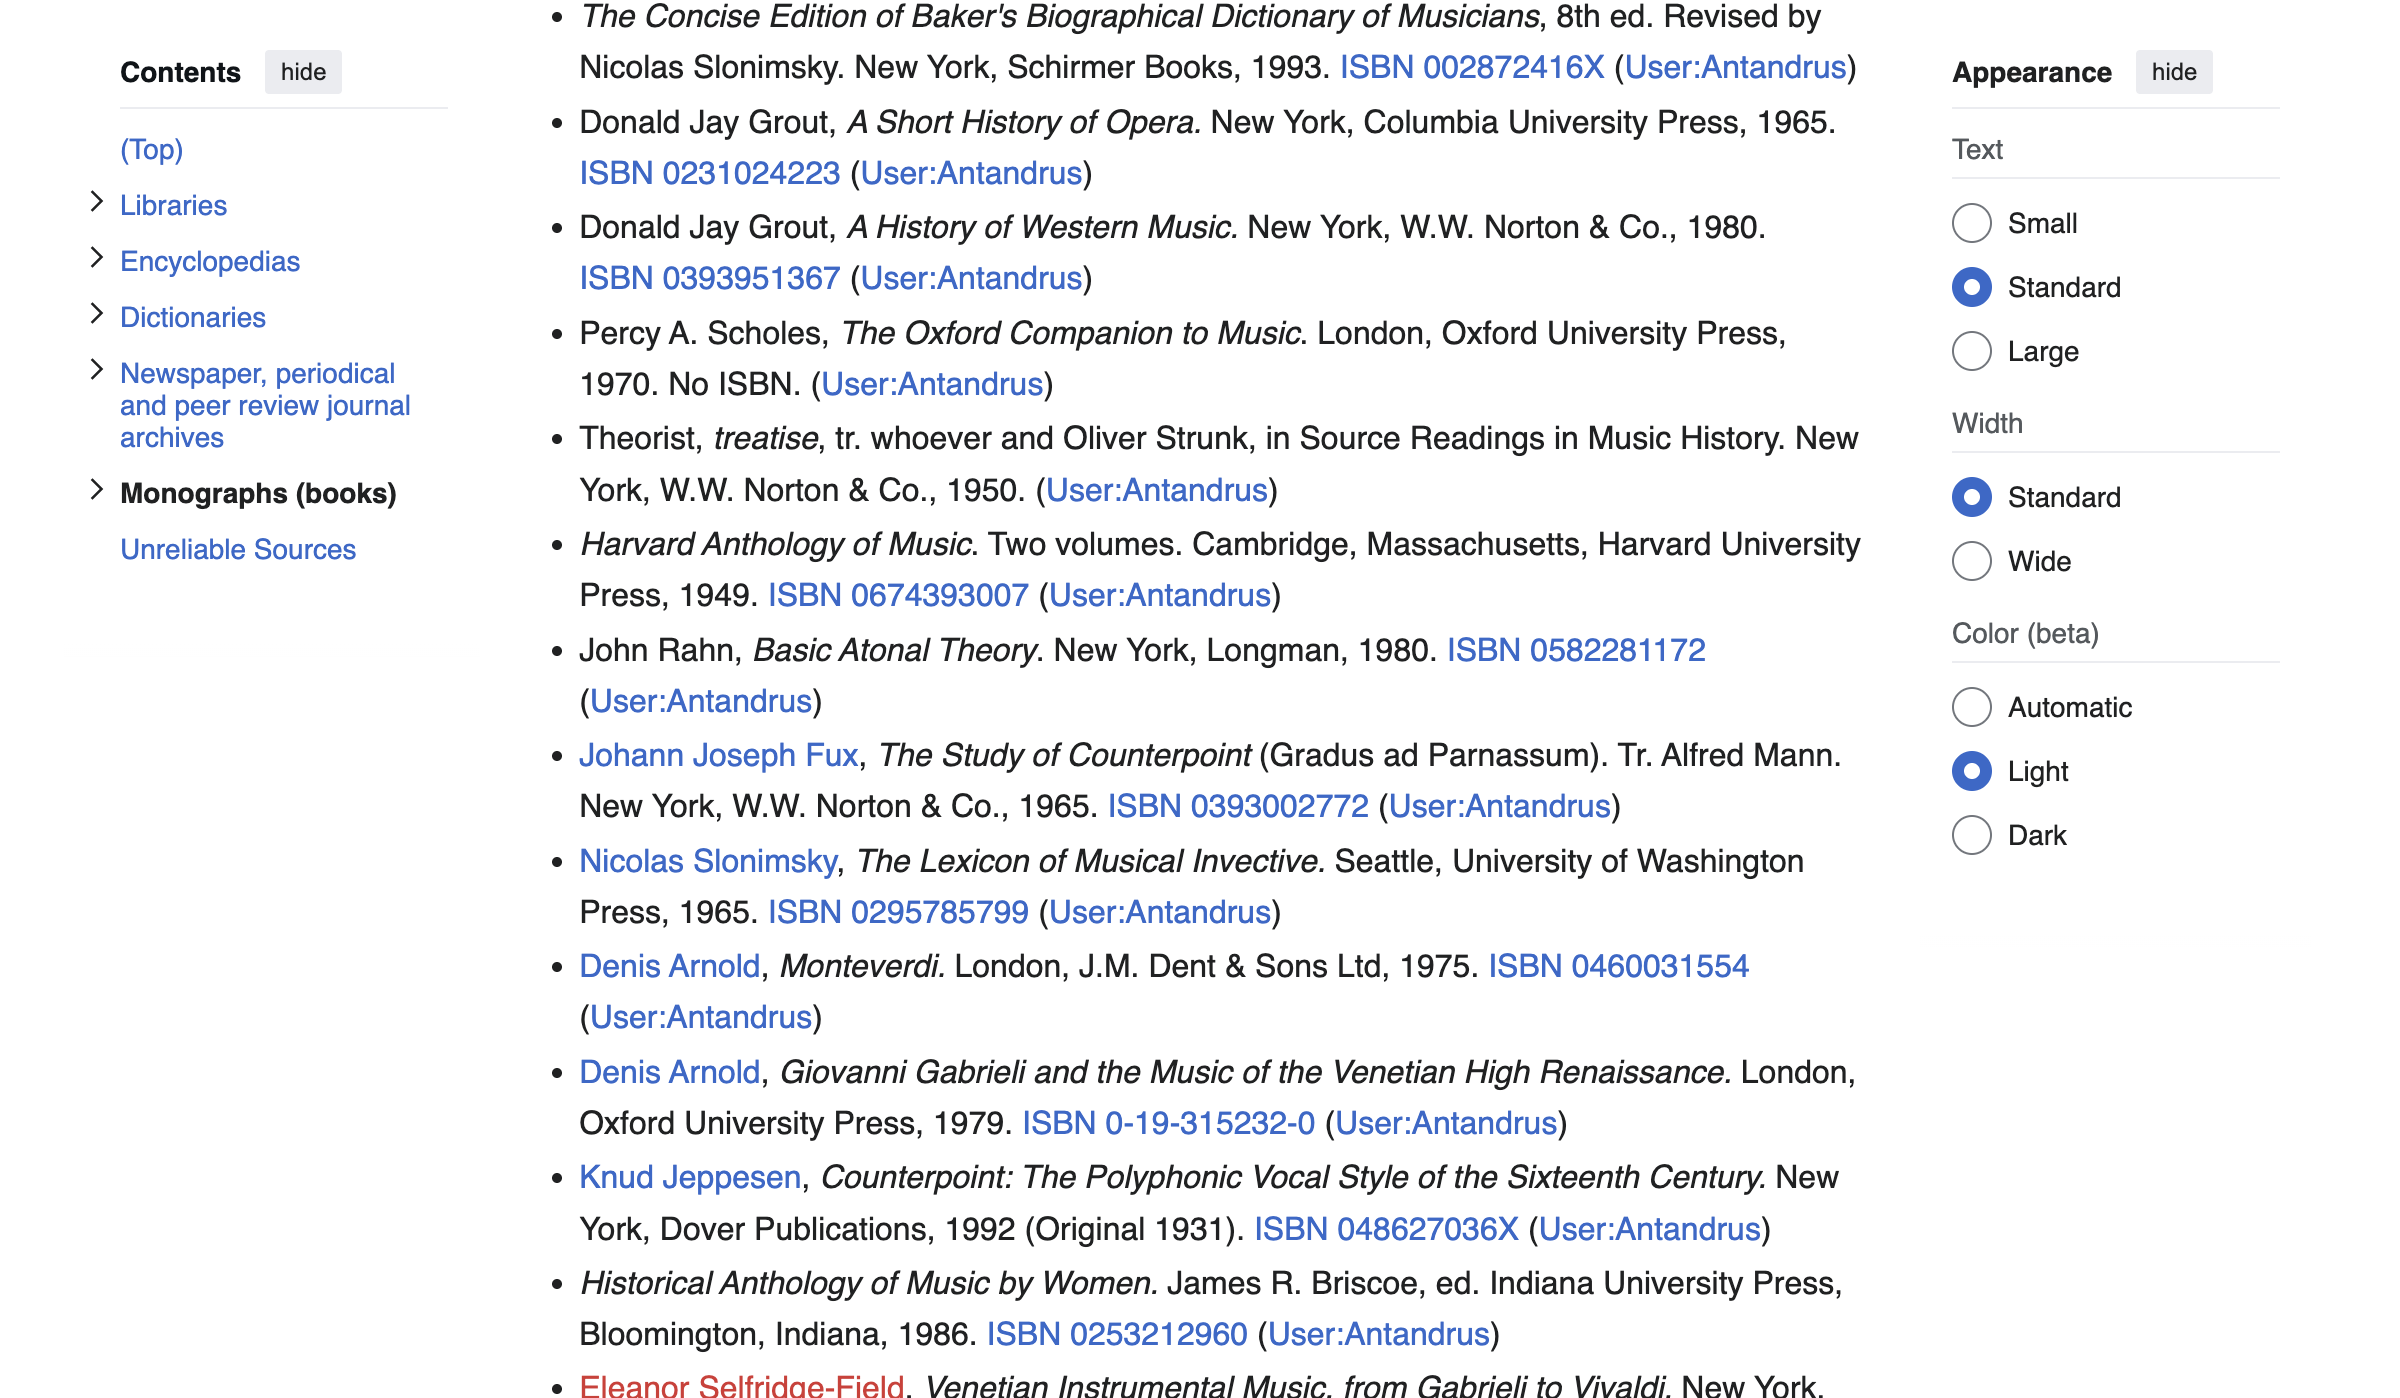 Contents hide
(Top)
Libraries
Encyclopedias
Dictionaries
Newspaper, periodical
and peer review journal
archives
Monographs (books)
Unreliable Sources
The Concise Edition of Baker's Biographical Dictionary of Musicians, 8th ed. Revised by
Nicolas Slonimsky. New York, Schirmer Books, 1993. ISBN 002872416X (User:Antandrus)
Donald Jay Grout, A Short History of Opera. New York, Columbia University Press, 1965.
ISBN 0231024223 (User:Antandrus)
Donald Jay Grout, A History of Western Music. New York, W.W. Norton & Co., 1980.
ISBN 0393951367 (User:Antandrus)
Percy A. Scholes, The Oxford Companion to Music. London, Oxford University Press,
1970. No ISBN. (User:Antandrus)
Theorist, treatise, tr. whoever and Oliver Strunk, in Source Readings in Music History. New
York, W.W. Norton & Co., 1950. (User:Antandrus)
Harvard Anthology of Music. Two volumes. Cambridge, Massachusetts, Harvard University
Press, 1949. ISBN 0674393007 (User:Antandrus)
John Rahn, Basic Atonal Theory. New York, Longman, 1980. ISBN 0582281172
(User:Antandrus)
Johann Joseph Fux, The Study of Counterpoint (Gradus ad Parnassum). Tr. Alfred Mann.
New York, W.W. Norton & Co., 1965. ISBN 0393002772 (User:Antandrus)
Nicolas Slonimsky, The Lexicon of Musical Invective. Seattle, University of Washington
Press, 1965. ISBN 0295785799 (User:Antandrus)
Denis Arnold, Monteverdi. London, J.M. Dent & Sons Ltd, 1975. ISBN 0460031554
(User:Antandrus)
Denis Arnold, Giovanni Gabrieli and the Music of the Venetian High Renaissance. London,
Oxford University Press, 1979. ISBN 0-19-315232-0 (User:Antandrus)
Knud Jeppesen, Counterpoint: The Polyphonic Vocal Style of the Sixteenth Century. New
York, Dover Publications, 1992 (Original 1931). ISBN 048627036X (User:Antandrus)
Historical Anthology of Music by Women. James R. Briscoe, ed. Indiana University Press,
Bloomington, Indiana, 1986. ISBN 0253212960 (User:Antandrus)
Eleanor Selfridge-Field, Venetian Instrumental Music, from Gabrieli to Vivaldi. New York,
Appearance hide
Text
Small
Standard
Large
Width
Standard
Wide
Color (beta)
Automatic
Light
Dark